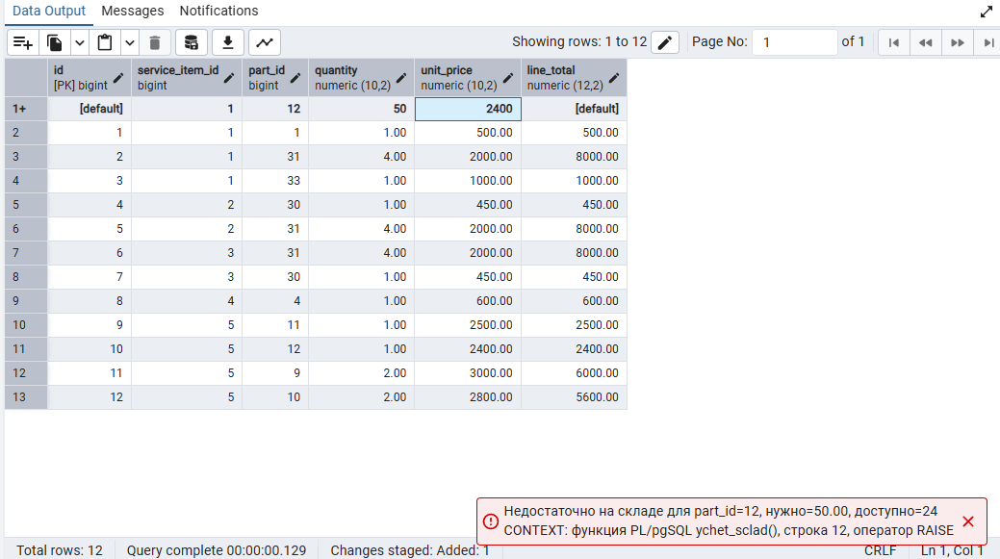 Data Output Messages Notifications
Showing rows: 1 to 12 Page No: 1 of 1
id service_item_id part_id quantity unit_price line_total
[PK] bigint bigint bigint numeric (10,2) numeric (10,2) numeric (12,2)
1+ [default] 1 12 50 2400 [default]
2 1 1 1 1.00 500.00 500.00
3 2 1 31 4.00 2000.00 8000.00
4 3 1 33 1.00 1000.00 1000.00
5 4 2 30 1.00 450.00 450.00
6 5 2 31 4.00 2000.00 8000.00
7 6 3 31 4.00 2000.00 8000.00
8 7 3 30 1.00 450.00 450.00
9 8 4 4 1.00 600.00 600.00
10 9 5 11 1.00 2500.00 2500.00
11 10 5 12 1.00 2400.00 2400.00
12 11 5 9 2.00 3000.00 6000.00
13 12 5 10 2.00 2800.00 5600.00
Недостаточно на складе для part_id=12, нужно=50.00, доступно=24
CONTEXT: функция PL/pgSQL ychet_sclad(), строка 12, оператор RAISE
Total rows: 12 Query complete 00:00:00.129 Changes staged: Added: 1 CRLF Ln 1, Col 1